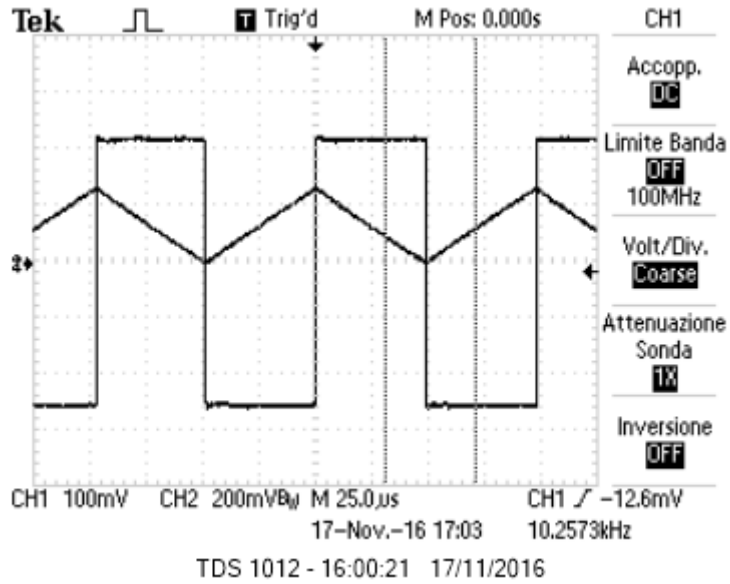 Tek T Trig'd M Pos: 0.000s CH1
Accopp.
DC
Limite Banda
OFF
100MHz
Volt/Div.
Coarse
Attenuazione
Sonda
1X
Inversione
OFF
CH1 100mV CH2 200mVBW M 25.0µs CH1 -12.6mV
17-Nov.-16 17:03 10.2573kHz
TDS 1012 - 16:00:21 17/11/2016